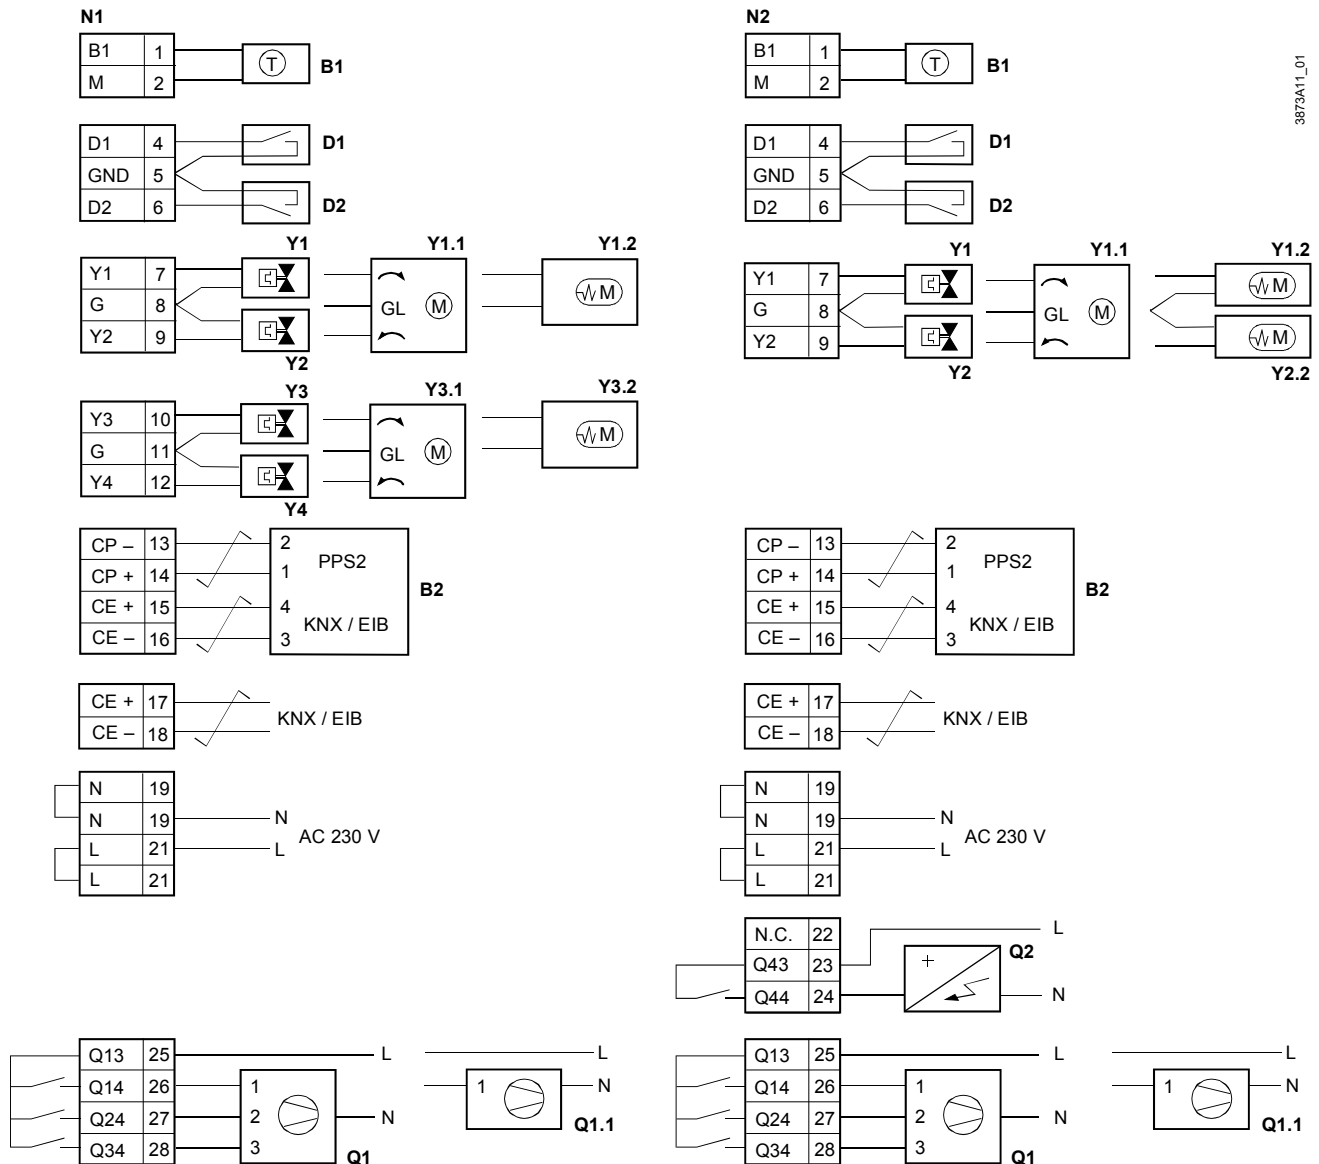 N1
B1 1
M 2
T
B1
D1 4
GND 5
D2 6
D1
D2
Y1 7
G 8
Y2 9
Y1
Y2
Y1.1
GL M
Y1.2
M
Y3 10
G 11
Y4 12
Y3
Y4
Y3.1
GL M
Y3.2
M
CP – 13
CP + 14
CE + 15
CE – 16
2
1
4
3
PPS2
KNX / EIB
B2
CE + 17
CE – 18
KNX / EIB
N 19
N 19
L 21
L 21
N
L
AC 230 V
Q13 25
Q14 26
Q24 27
Q34 28
L
1
2
3
N
Q1
L
1
N
Q1.1
N2
B1 1
M 2
T
B1
3873A11_01
D1 4
GND 5
D2 6
D1
D2
Y1 7
G 8
Y2 9
Y1
Y2
Y1.1
GL M
Y1.2
M
M
Y2.2
CP – 13
CP + 14
CE + 15
CE – 16
2
1
4
3
PPS2
KNX / EIB
B2
CE + 17
CE – 18
KNX / EIB
N 19
N 19
L 21
L 21
N
L
AC 230 V
N.C. 22
Q43 23
Q44 24
L
+
Q2
N
Q13 25
Q14 26
Q24 27
Q34 28
L
1
2
3
N
Q1
L
1
N
Q1.1